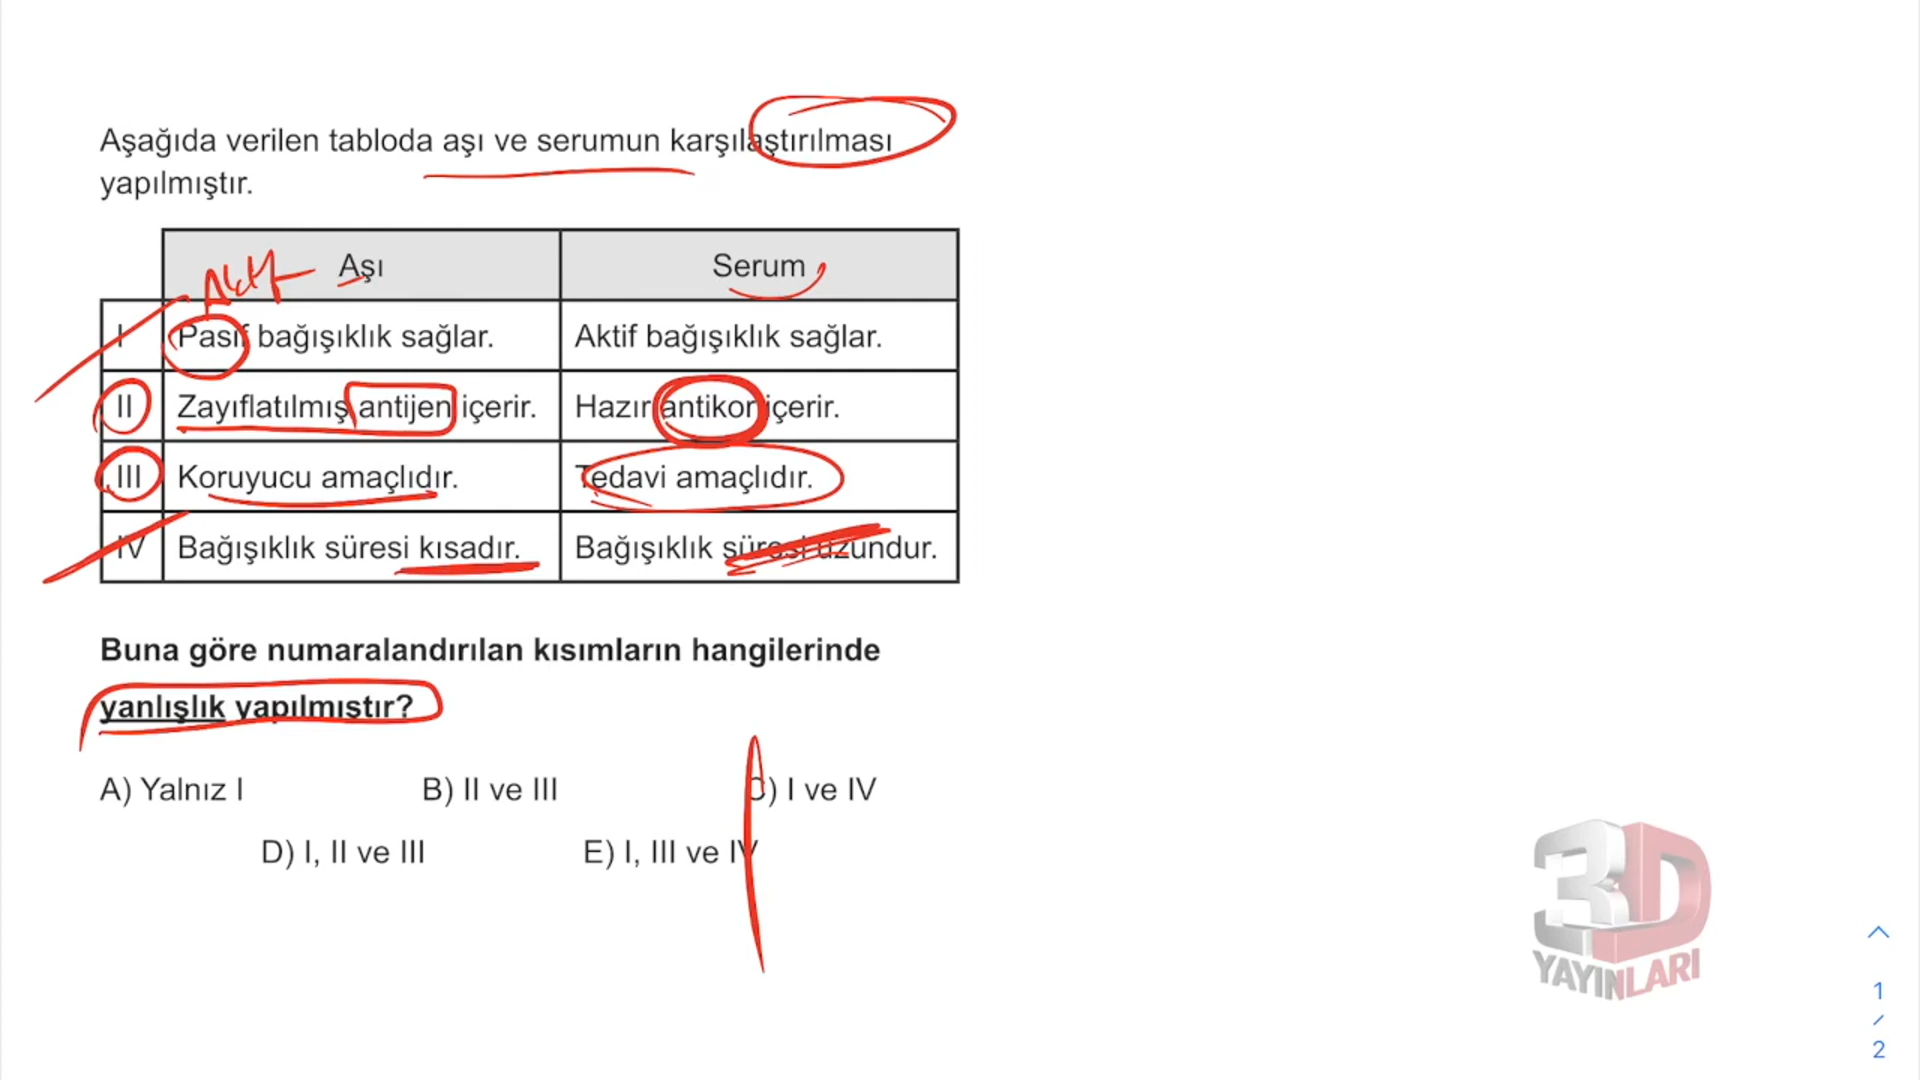 Aşağıda verilen tabloda aşı ve serumun karşılaştırılması
yapılmıştır.
Aktif
Aşı Serum
I Pasif bağışıklık sağlar. Aktif bağışıklık sağlar.
II Zayıflatılmış antijen içerir. Hazır antikor içerir.
III Koruyucu amaçlıdır. Tedavi amaçlıdır.
IV Bağışıklık süresi kısadır. Bağışıklık süresi uzundur.
Buna göre numaralandırılan kısımların hangilerinde
yanlışlık yapılmıştır?
A) Yalnız I B) II ve III C) I ve IV
D) I, II ve III E) I, III ve IV
3D
YAYINLARI
1
/
2